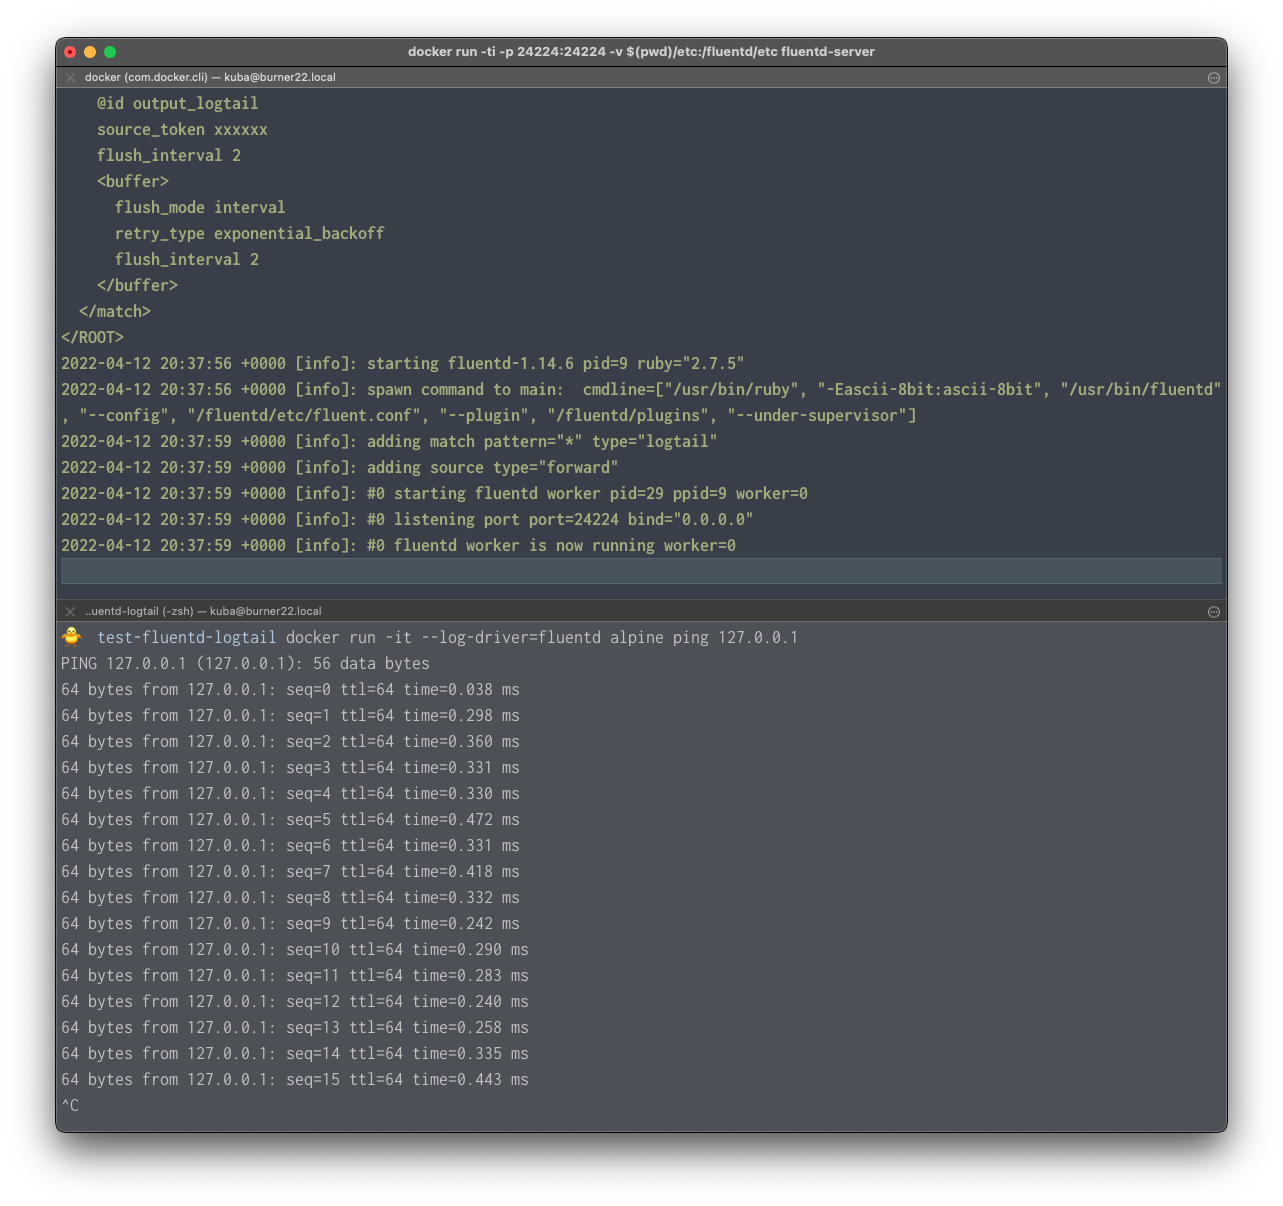 docker run -ti -p 24224:24224 -v $(pwd)/etc:/fluentd/etc fluentd-server
docker (com.docker.cli) — kuba@burner22.local
@id output_logtail
source_token xxxxxx
flush_interval 2
<buffer>
flush_mode interval
retry_type exponential_backoff
flush_interval 2
</buffer>
</match>
</ROOT>
2022-04-12 20:37:56 +0000 [info]: starting fluentd-1.14.6 pid=9 ruby="2.7.5"
2022-04-12 20:37:56 +0000 [info]: spawn command to main:  cmdline=["/usr/bin/ruby", "-Eascii-8bit:ascii-8bit", "/usr/bin/fluentd"
, "--config", "/fluentd/etc/fluent.conf", "--plugin", "/fluentd/plugins", "--under-supervisor"]
2022-04-12 20:37:59 +0000 [info]: adding match pattern="*" type="logtail"
2022-04-12 20:37:59 +0000 [info]: adding source type="forward"
2022-04-12 20:37:59 +0000 [info]: #0 starting fluentd worker pid=29 ppid=9 worker=0
2022-04-12 20:37:59 +0000 [info]: #0 listening port port=24224 bind="0.0.0.0"
2022-04-12 20:37:59 +0000 [info]: #0 fluentd worker is now running worker=0
..uentd-logtail (-zsh) — kuba@burner22.local
test-fluentd-logtail docker run -it --log-driver=fluentd alpine ping 127.0.0.1
PING 127.0.0.1 (127.0.0.1): 56 data bytes
64 bytes from 127.0.0.1: seq=0 ttl=64 time=0.038 ms
64 bytes from 127.0.0.1: seq=1 ttl=64 time=0.298 ms
64 bytes from 127.0.0.1: seq=2 ttl=64 time=0.360 ms
64 bytes from 127.0.0.1: seq=3 ttl=64 time=0.331 ms
64 bytes from 127.0.0.1: seq=4 ttl=64 time=0.330 ms
64 bytes from 127.0.0.1: seq=5 ttl=64 time=0.472 ms
64 bytes from 127.0.0.1: seq=6 ttl=64 time=0.331 ms
64 bytes from 127.0.0.1: seq=7 ttl=64 time=0.418 ms
64 bytes from 127.0.0.1: seq=8 ttl=64 time=0.332 ms
64 bytes from 127.0.0.1: seq=9 ttl=64 time=0.242 ms
64 bytes from 127.0.0.1: seq=10 ttl=64 time=0.290 ms
64 bytes from 127.0.0.1: seq=11 ttl=64 time=0.283 ms
64 bytes from 127.0.0.1: seq=12 ttl=64 time=0.240 ms
64 bytes from 127.0.0.1: seq=13 ttl=64 time=0.258 ms
64 bytes from 127.0.0.1: seq=14 ttl=64 time=0.335 ms
64 bytes from 127.0.0.1: seq=15 ttl=64 time=0.443 ms
^C